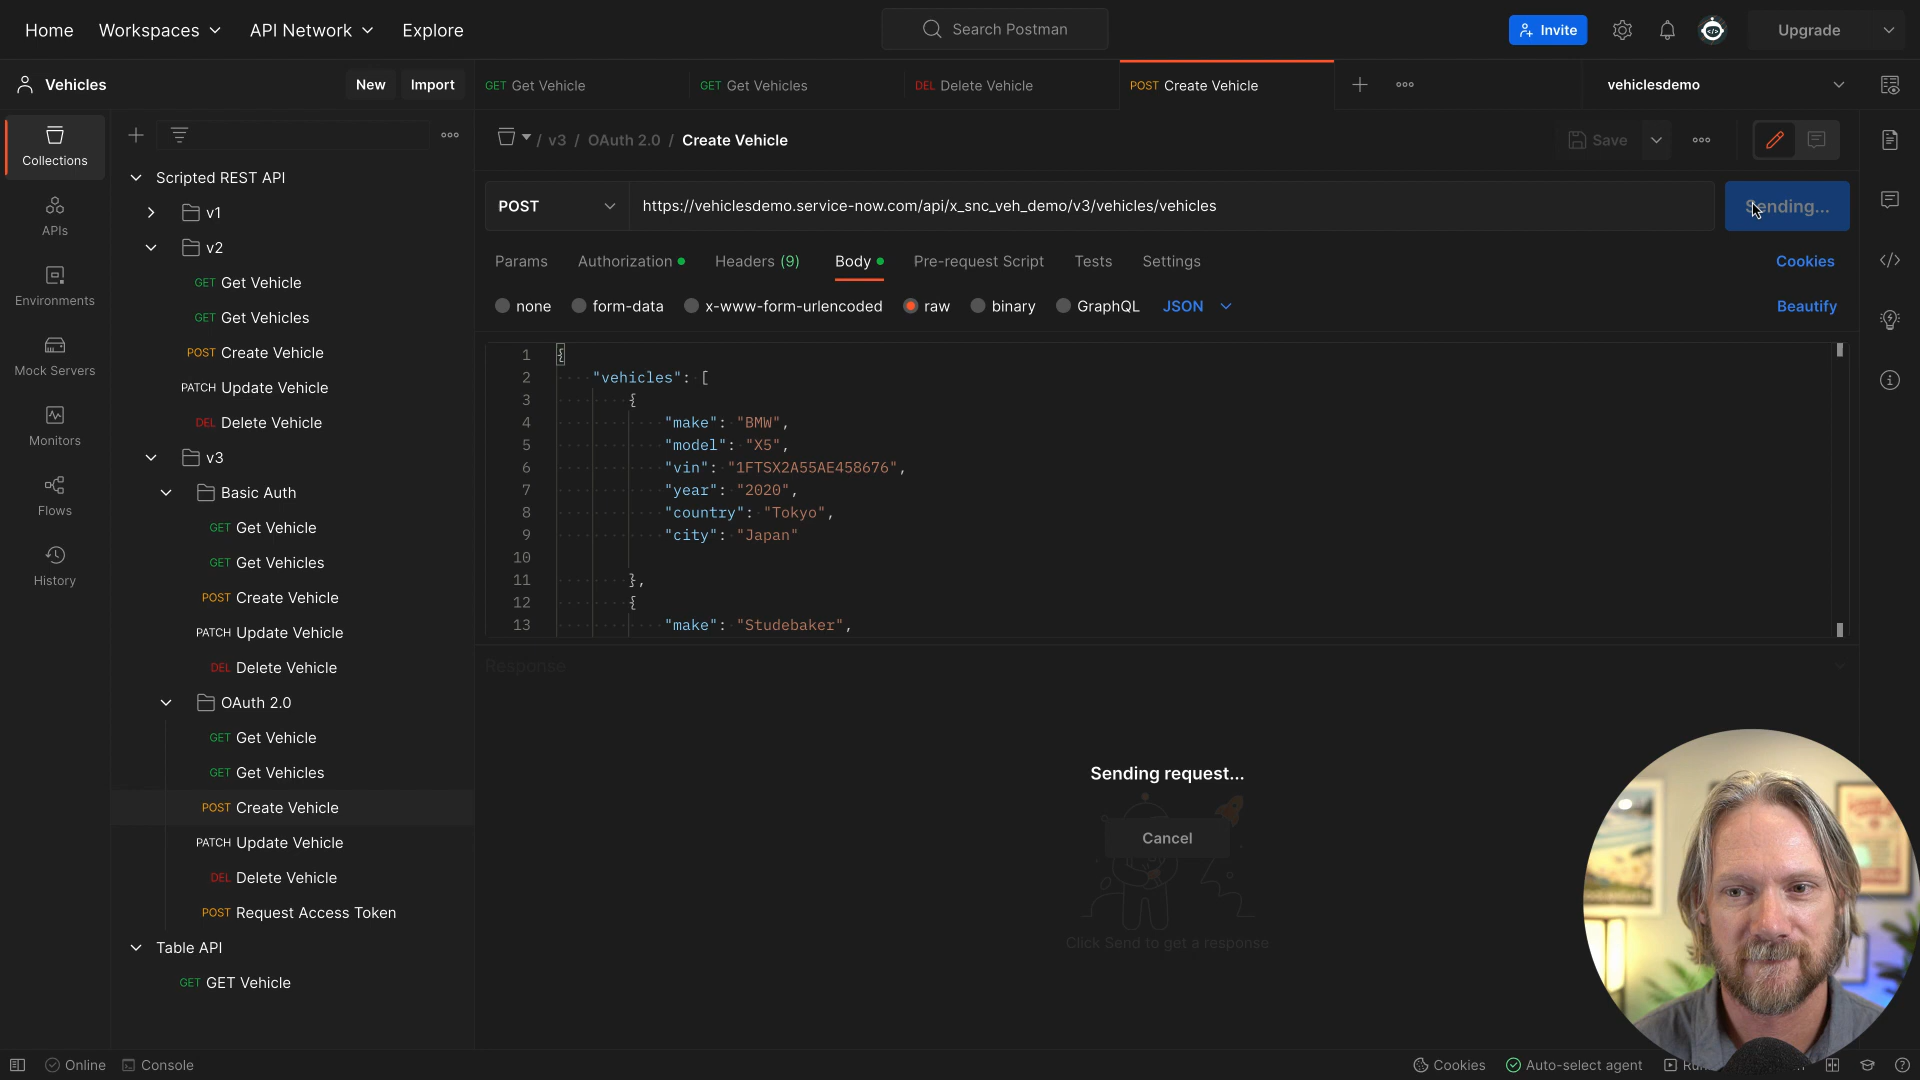 Home Workspaces API Network Explore Search Postman Invite Upgrade
Vehicles New Import GET Get Vehicle GET Get Vehicles DEL Delete Vehicle POST Create Vehicle vehiclesdemo
Collections
APIs
Environments
Mock Servers
Monitors
Flows
History
Scripted REST API
v1
v2
GET Get Vehicle
GET Get Vehicles
POST Create Vehicle
PATCH Update Vehicle
DEL Delete Vehicle
v3
Basic Auth
GET Get Vehicle
GET Get Vehicles
POST Create Vehicle
PATCH Update Vehicle
DEL Delete Vehicle
OAuth 2.0
GET Get Vehicle
GET Get Vehicles
POST Create Vehicle
PATCH Update Vehicle
DEL Delete Vehicle
POST Request Access Token
Table API
GET GET Vehicle
/ v3 / OAuth 2.0 / Create Vehicle Save
POST https://vehiclesdemo.service-now.com/api/x_snc_veh_demo/v3/vehicles/vehicles Sending...
Params Authorization Headers (9) Body Pre-request Script Tests Settings Cookies
none form-data x-www-form-urlencoded raw binary GraphQL JSON Beautify
1 {
2 "vehicles": [
3 {
4 "make": "BMW",
5 "model": "X5",
6 "vin": "1FTSX2A55AE458676",
7 "year": "2020",
8 "country": "Tokyo",
9 "city": "Japan"
10
11 },
12 {
13 "make": "Studebaker",
Response
Sending request...
Cancel
Click Send to get a response
Online Console Cookies Auto-select agent